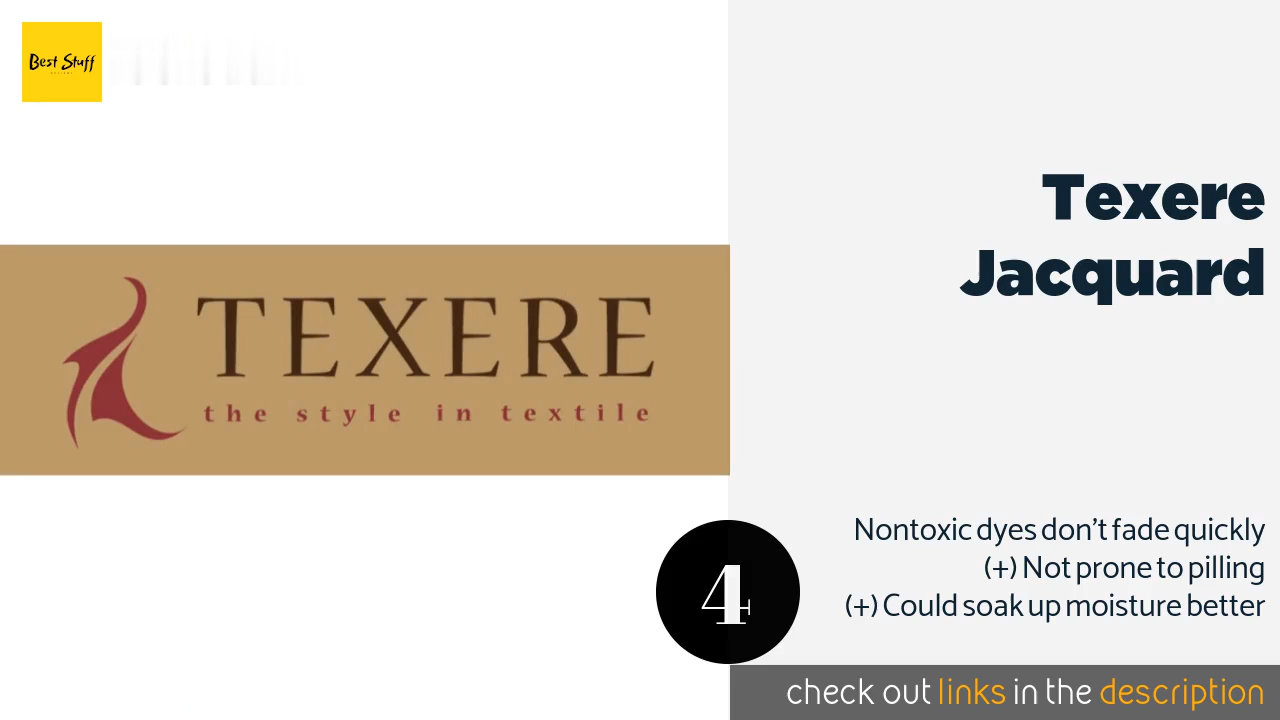 Best Stuff
Texere
Jacquard
TEXERE
the style in textile
Nontoxic dyes don't fade quickly
(+) Not prone to pilling
(+) Could soak up moisture better
4
check out links in the description